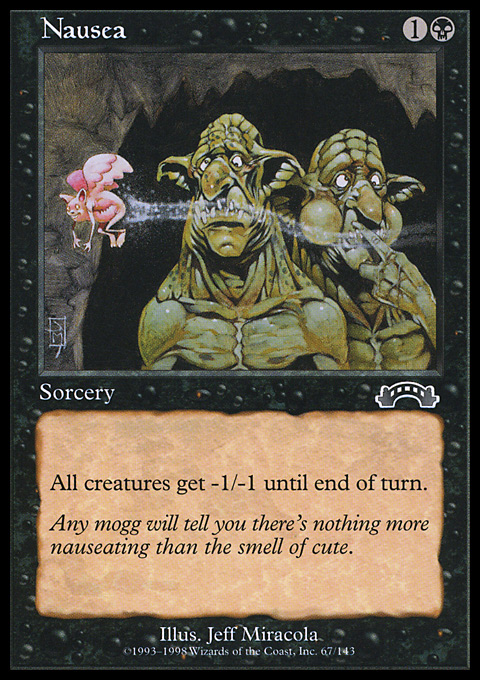 Nausea 1
Sorcery
All creatures get -1/-1 until end of turn.
Any mogg will tell you there's nothing more
nauseating than the smell of cute.
Illus. Jeff Miracola
©1993–1998 Wizards of the Coast, Inc. 67/143